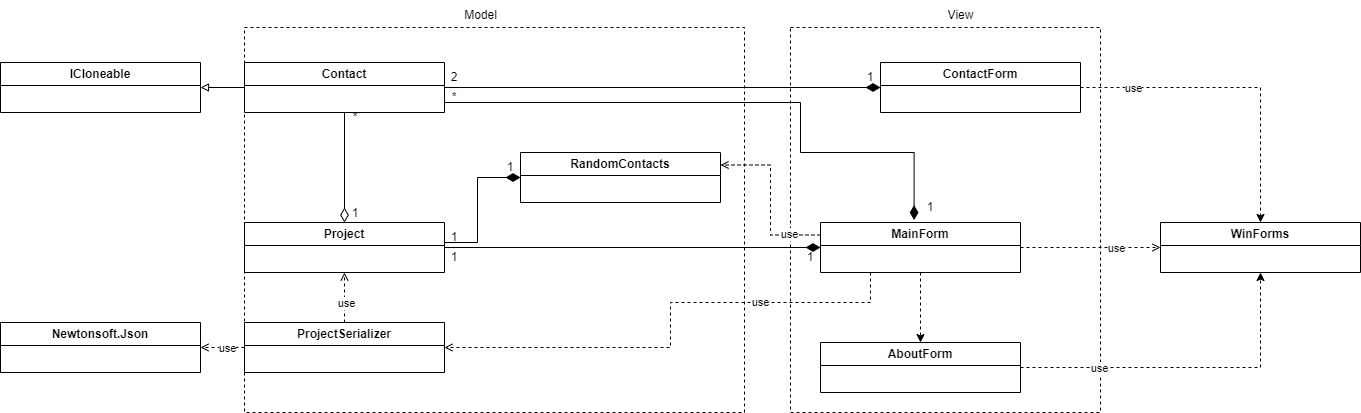 Model
View
ICloneable
Contact
2
1
ContactForm
*
use
*
1
RandomContacts
1
1
use
Project
1
1
1
MainForm
use
WinForms
use
use
Newtonsoft.Json
use
ProjectSerializer
AboutForm
use